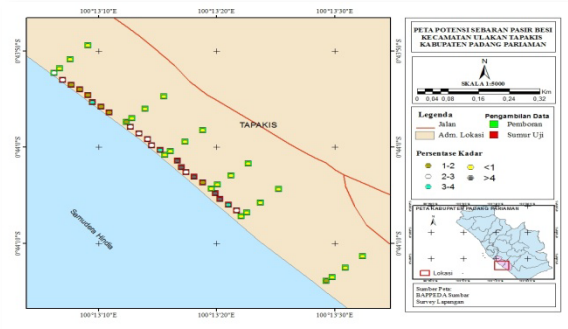 100°13'10"E 100°13'20"E 100°13'30"E
TAPAKIS
Samudera Hindia
100°13'10"E 100°13'20"E 100°13'30"E
PETA POTENSI SEBARAN PASIR BESI
KECAMATAN ULAKAN TAPAKIS
KABUPATEN PADANG PARIAMAN
N
SKALA 1:5000
Km
0 0,04 0,08 0,16 0,24 0,32
Legenda
Jalan
Adm. Lokasi
Pengambilan Data
Pemboran
Sumur Uji
Persentase Kadar
1-2 <1
2-3 >4
3-4
PETA KABUPATEN PADANG PARIAMAN
Lokasi
Sumber Peta:
BAPPEDA Sumbar
Survey Lapangan